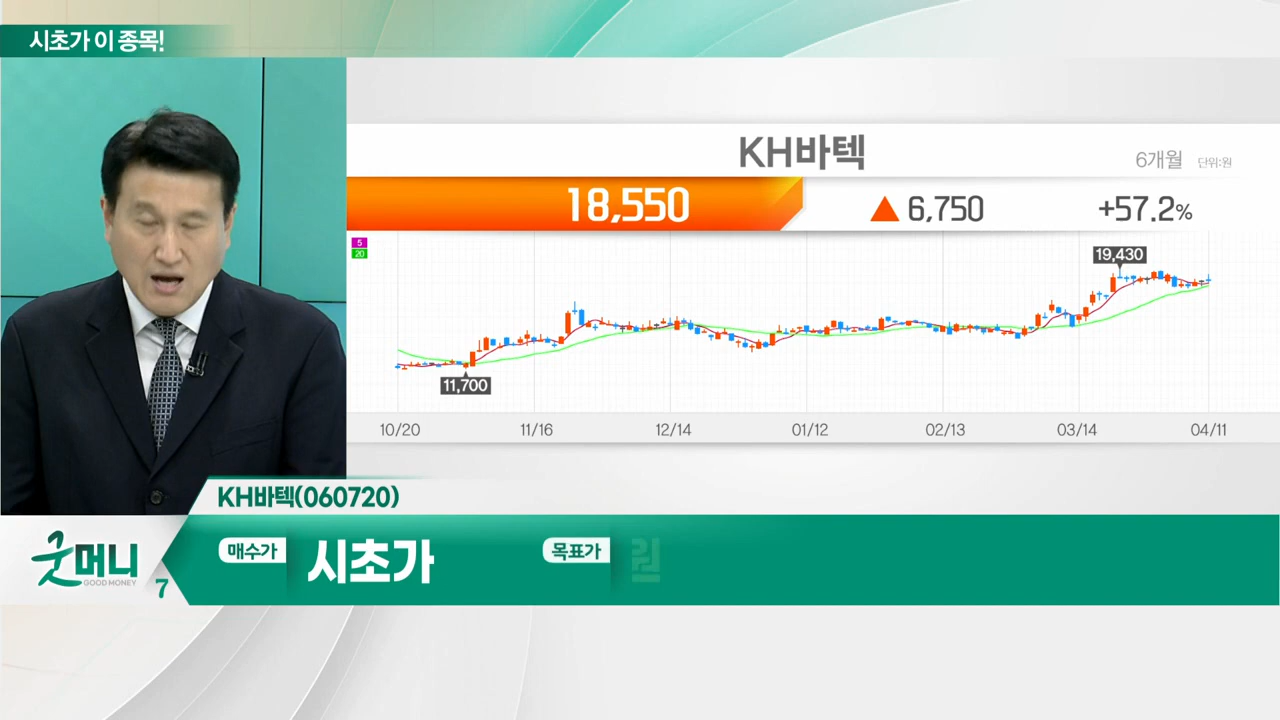 시초가 이 종목!
KH바텍
6개월 단위:원
18,550 ▲ 6,750 +57.2%
5
20
19,430
11,700
10/20 11/16 12/14 01/12 02/13 03/14 04/11
KH바텍(060720)
매수가 시초가 목표가 원
굿머니
GOOD MONEY
7